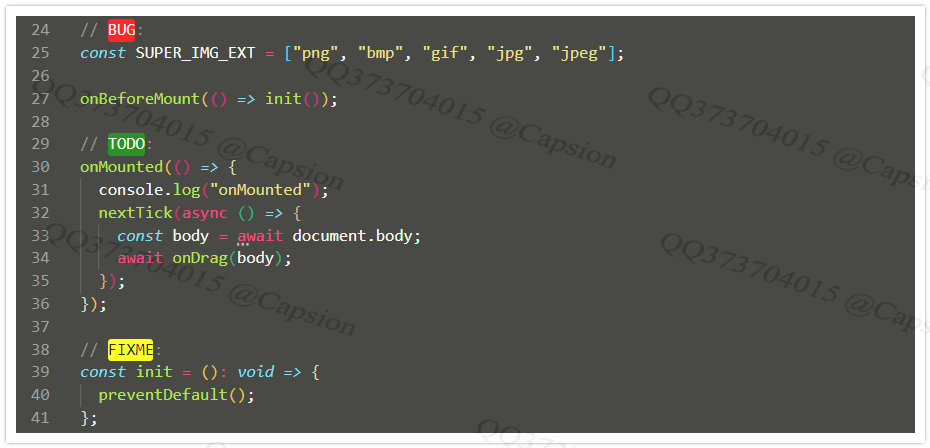 24 // BUG:
25 const SUPER_IMG_EXT = ["png", "bmp", "gif", "jpg", "jpeg"];
26
27 onBeforeMount(() => init());
28
29 // TODO:
30 onMounted(() => {
31 console.log("onMounted");
32 nextTick(async () => {
33 const body = await document.body;
34 await onDrag(body);
35 });
36 });
37
38 // FIXME:
39 const init = (): void => {
40 preventDefault();
41 };
QQ373704015 @Capsion
QQ373704015 @Capsion
QQ373704015 @Capsion
QQ373704015 @Capsion
QQ373704015 @Capsion